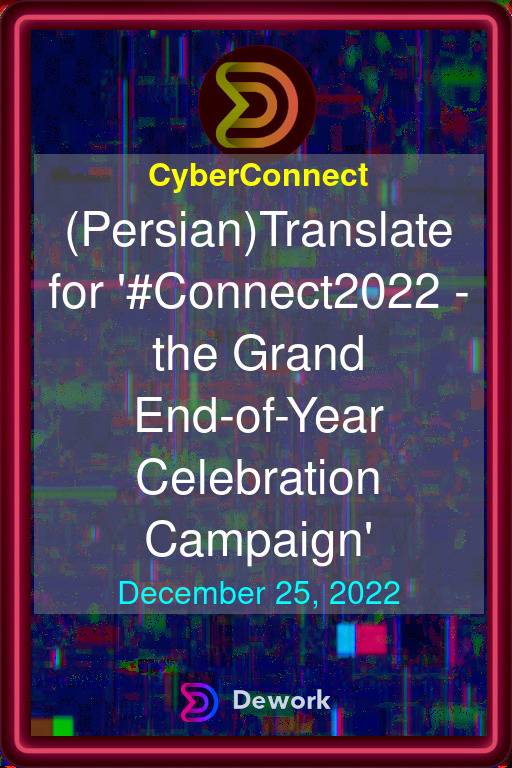 CyberConnect
(Persian)Translate
for '#Connect2022 -
the Grand
End-of-Year
Celebration
Campaign'
December 25, 2022
Dework